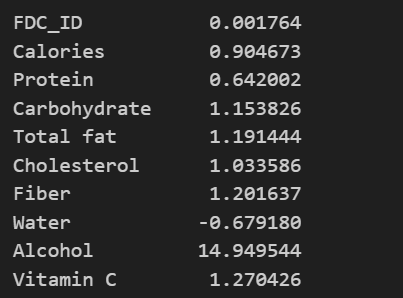 FDC_ID 0.001764
Calories 0.904673
Protein 0.642002
Carbohydrate 1.153826
Total fat 1.191444
Cholesterol 1.033586
Fiber 1.201637
Water -0.679180
Alcohol 14.949544
Vitamin C 1.270426